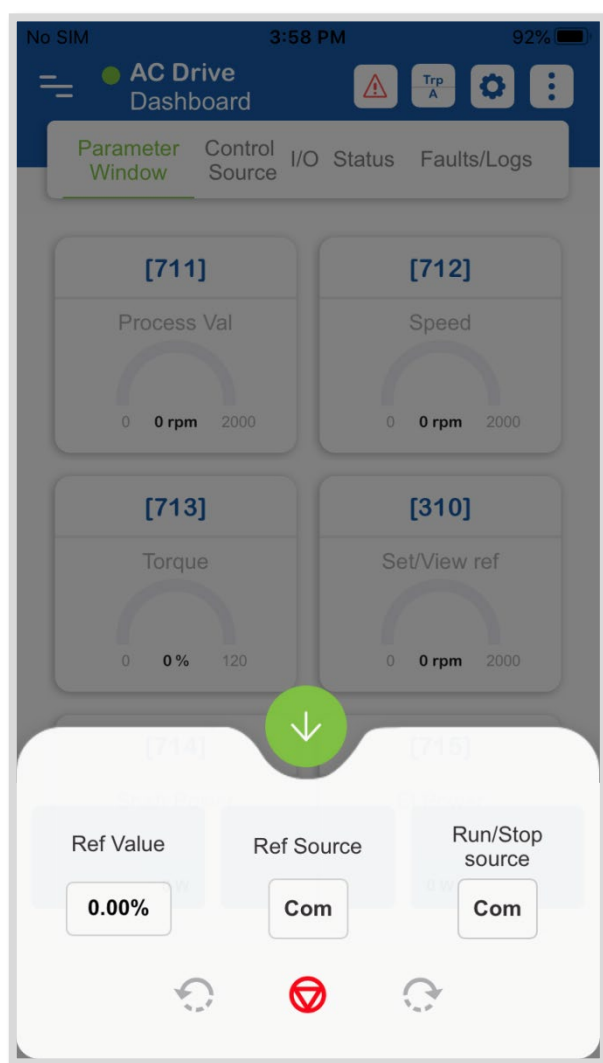 No SIM 3:58 PM 92%
AC Drive
Dashboard
Trp
A
Parameter
Window
Control
Source
I/O
Status
Faults/Logs
[711]
[712]
Process Val
Speed
0 0 rpm 2000
0 0 rpm 2000
[713]
[310]
Torque
Set/View ref
0 0 % 120
0 0 rpm 2000
[714]
[715]
Ref Value
Ref Source
Run/Stop
source
0.00%
Com
Com